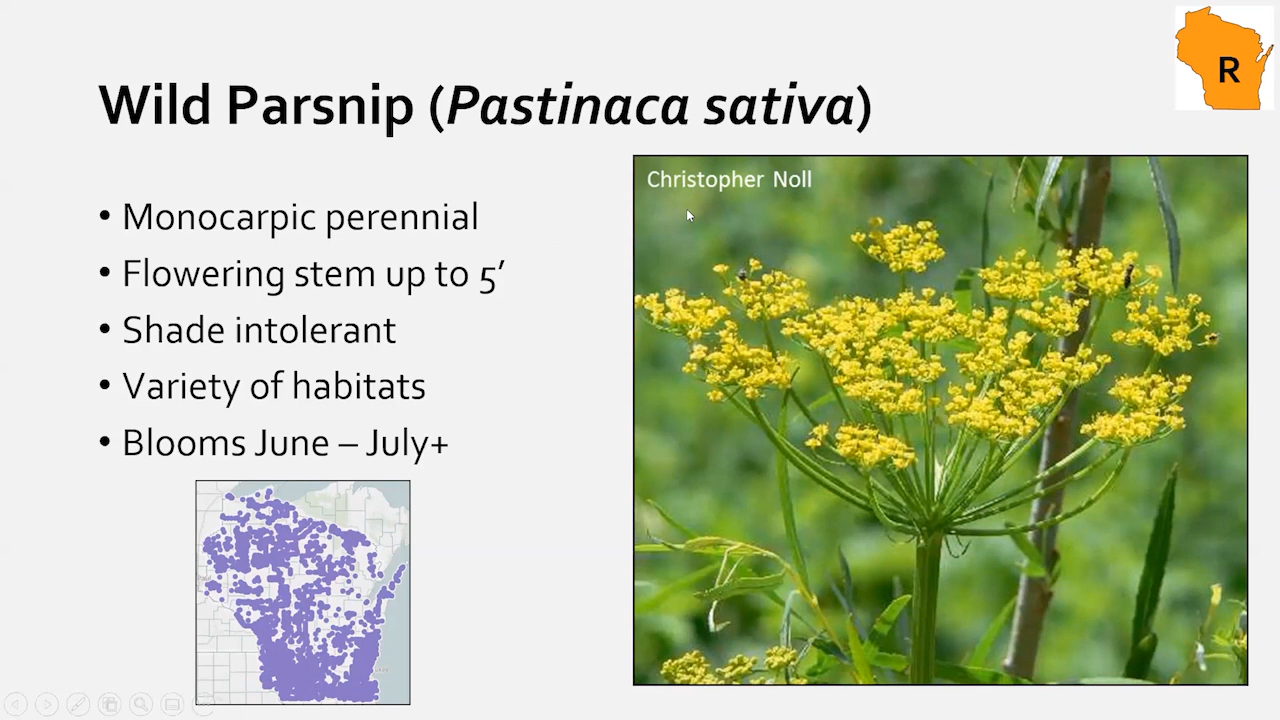 R
Wild Parsnip (Pastinaca sativa)
• Monocarpic perennial
• Flowering stem up to 5’
• Shade intolerant
• Variety of habitats
• Blooms June – July+
Christopher Noll